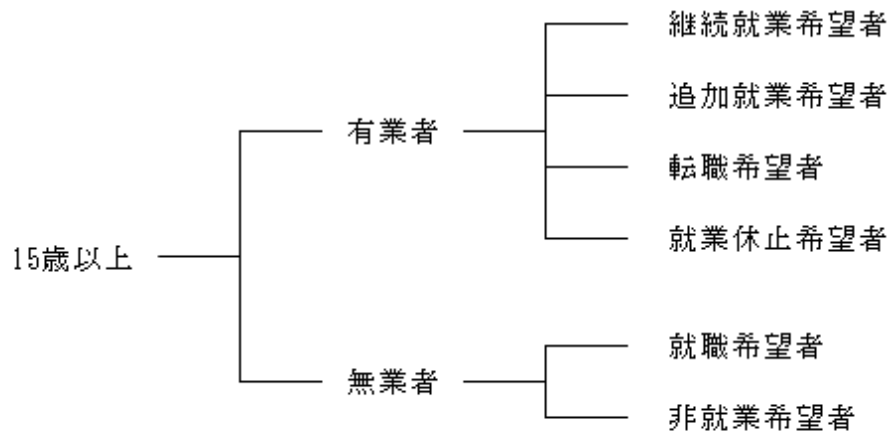 15歳以上
有業者
継続就業希望者
追加就業希望者
転職希望者
就業休止希望者
無業者
就職希望者
非就業希望者